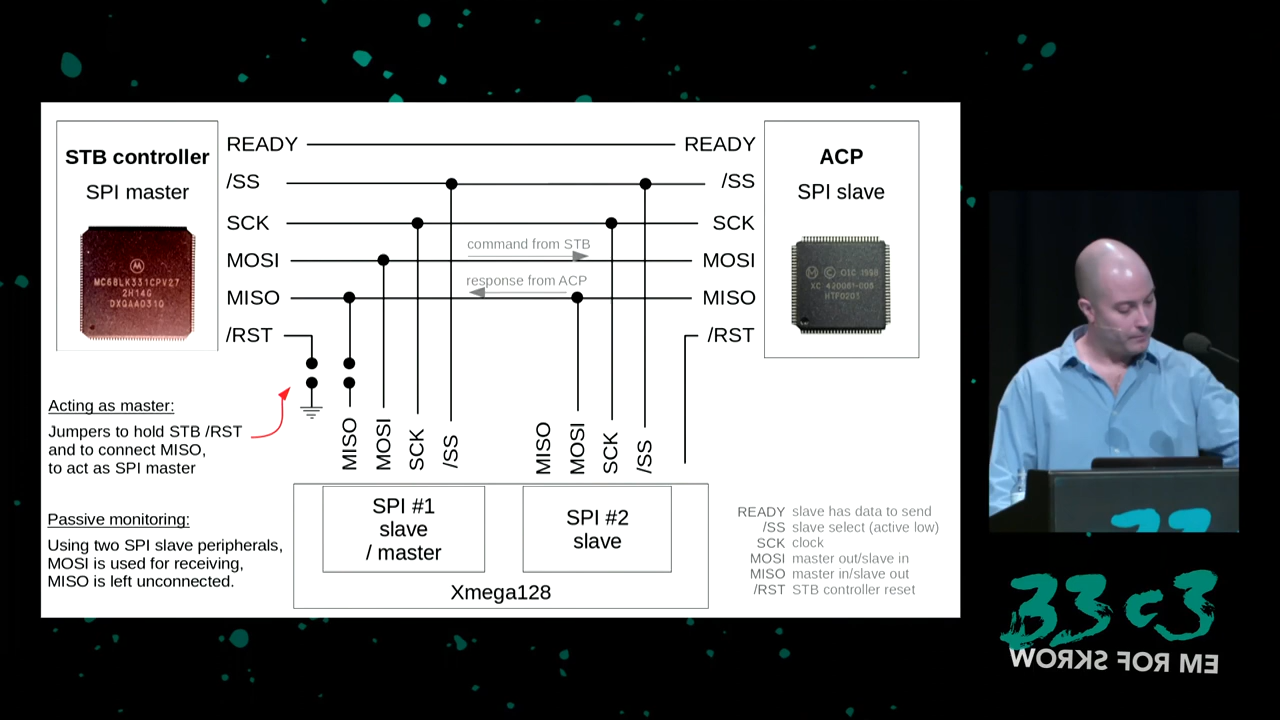 STB controller
SPI master
MC68LK331CPV27
2H14G
DXQAA0310
READY
/SS
SCK
MOSI
MISO
/RST
command from STB
response from ACP
READY
/SS
SCK
MOSI
MISO
/RST
ACP
SPI slave
XC 420061-006
HTF0201
Acting as master:
Jumpers to hold STB /RST
and to connect MISO,
to act as SPI master
MISO
MOSI
SCK
/SS
MISO
MOSI
SCK
/SS
Passive monitoring:
Using two SPI slave peripherals,
MOSI is used for receiving,
MISO is left unconnected.
SPI #1
slave
/ master
SPI #2
slave
Xmega128
READY slave has data to send
/SS slave select (active low)
SCK clock
MOSI master out/slave in
MISO master in/slave out
/RST STB controller reset
33c3
WORKS FOR ME